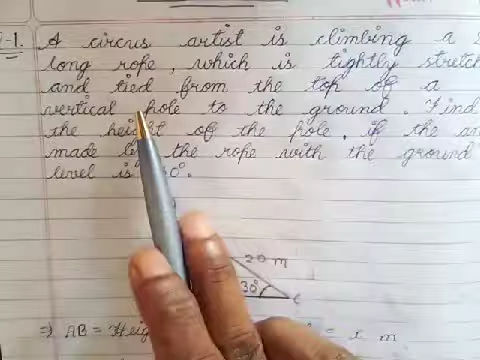 -1. A circus artist is climbing a
long rope, which is tightly stretch
and tied from the top of a
vertical pole to the ground. Find
the height of the pole, if the an
made by the rope with the ground
level is 30°.
20 m
30° C
⇒ AB = Heig = x m